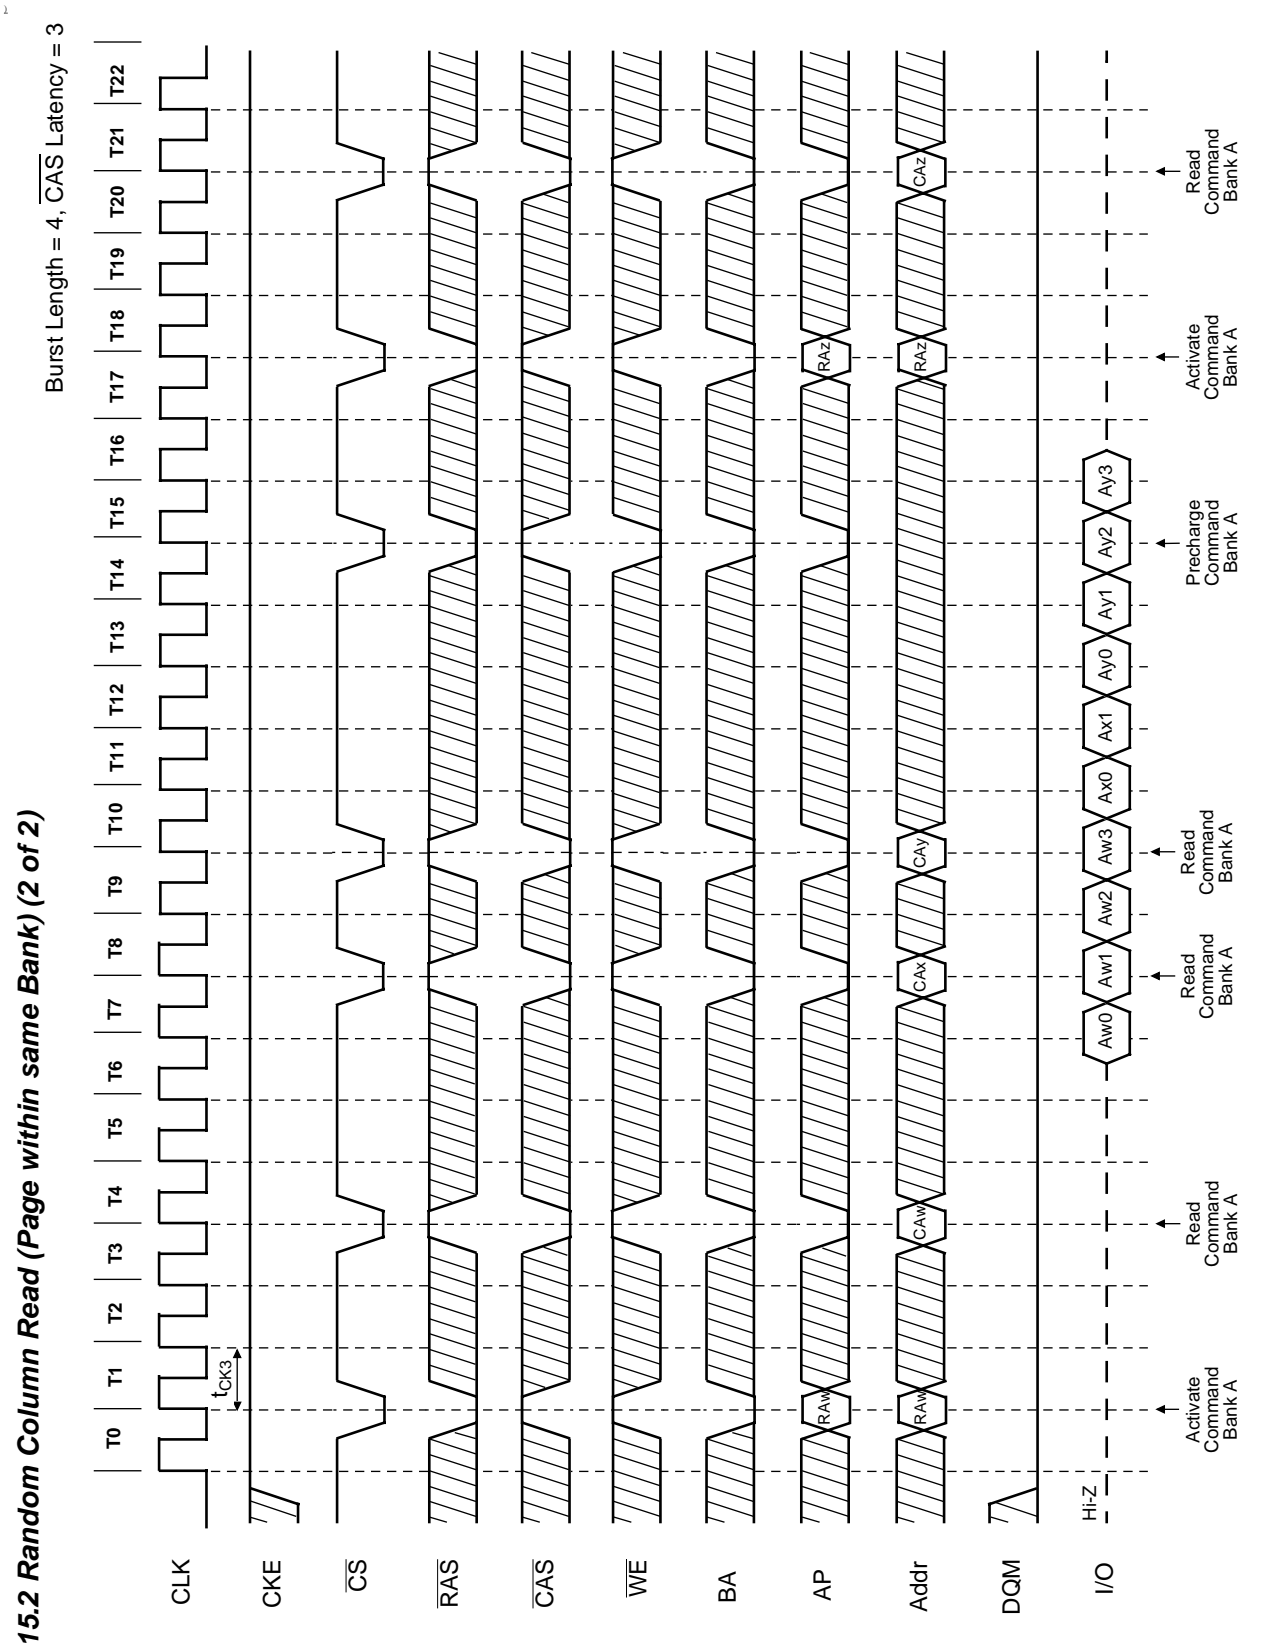 15.2 Random Column Read (Page within same Bank) (2 of 2)
Burst Length = 4, CAS Latency = 3
T0 T1 T2 T3 T4 T5 T6 T7 T8 T9 T10 T11 T12 T13 T14 T15 T16 T17 T18 T19 T20 T21 T22
CLK
tCK3
CKE
CS
RAS
CAS
WE
BA
AP
RAw RAz
Addr
RAw CAw CAx CAy RAz CAz
DQM
I/O
Hi-Z
Aw0 Aw1 Aw2 Aw3 Ax0 Ax1 Ay0 Ay1 Ay2 Ay3
Activate
Command
Bank A
Read
Command
Bank A
Read
Command
Bank A
Read
Command
Bank A
Precharge
Command
Bank A
Activate
Command
Bank A
Read
Command
Bank A